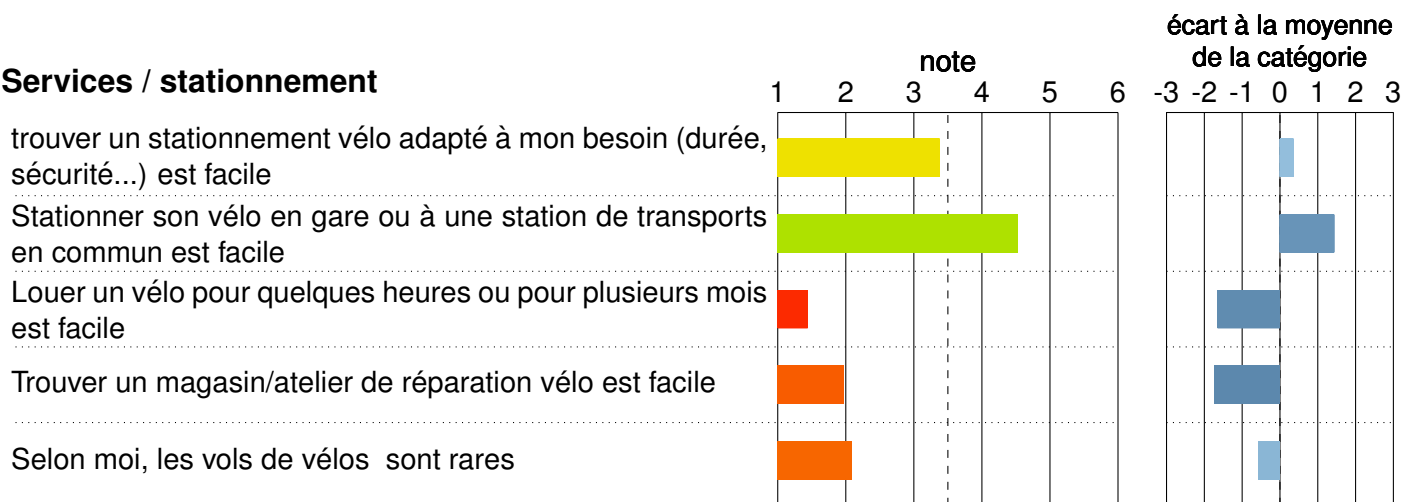 écart à la moyenne
note de la catégorie
Services / stationnement
1 2 3 4 5 6 -3 -2 -1 0 1 2 3
trouver un stationnement vélo adapté à mon besoin (durée,
sécurité...) est facile
Stationner son vélo en gare ou à une station de transports
en commun est facile
Louer un vélo pour quelques heures ou pour plusieurs mois
est facile
Trouver un magasin/atelier de réparation vélo est facile
Selon moi, les vols de vélos sont rares